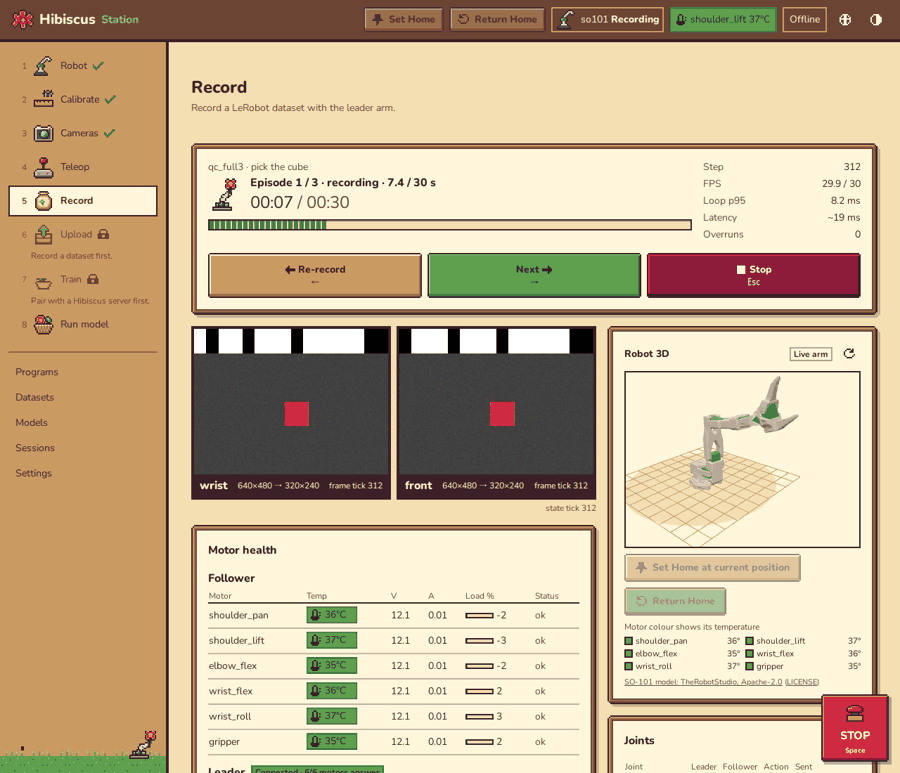 Hibiscus Station
Set Home
Return Home
so101 Recording
shoulder_lift 37°C
Offline
1 Robot
2 Calibrate
3 Cameras
4 Teleop
5 Record
6 Upload
Record a dataset first.
7 Train
Pair with a Hibiscus server first.
8 Run model
Programs
Datasets
Models
Sessions
Settings
Record
Record a LeRobot dataset with the leader arm.
qc_full3 · pick the cube
Episode 1 / 3 · recording · 7.4 / 30 s
00:07 / 00:30
Step 312
FPS 29.9 / 30
Loop p95 8.2 ms
Latency ~19 ms
Overruns 0
← Re-record
←
Next →
→
Stop
Esc
wrist 640×480 → 320×240 frame tick 312
front 640×480 → 320×240 frame tick 312
state tick 312
Motor health
Follower
Motor Temp V A Load % Status
shoulder_pan 36°C 12.1 0.01 -2 ok
shoulder_lift 37°C 12.1 0.01 -3 ok
elbow_flex 35°C 12.1 0.01 -2 ok
wrist_flex 36°C 12.1 0.01 2 ok
wrist_roll 37°C 12.1 0.01 3 ok
gripper 35°C 12.1 0.01 2 ok
Leader Connected · 6/6 motors answer
Robot 3D
Live arm
Set Home at current position
Return Home
Motor colour shows its temperature
shoulder_pan 36° shoulder_lift 37°
elbow_flex 35° wrist_flex 36°
wrist_roll 37° gripper 35°
SO-101 model: TheRobotStudio, Apache-2.0 (LICENSE)
Joints
Joint Leader Follower Action Sent
STOP
Space